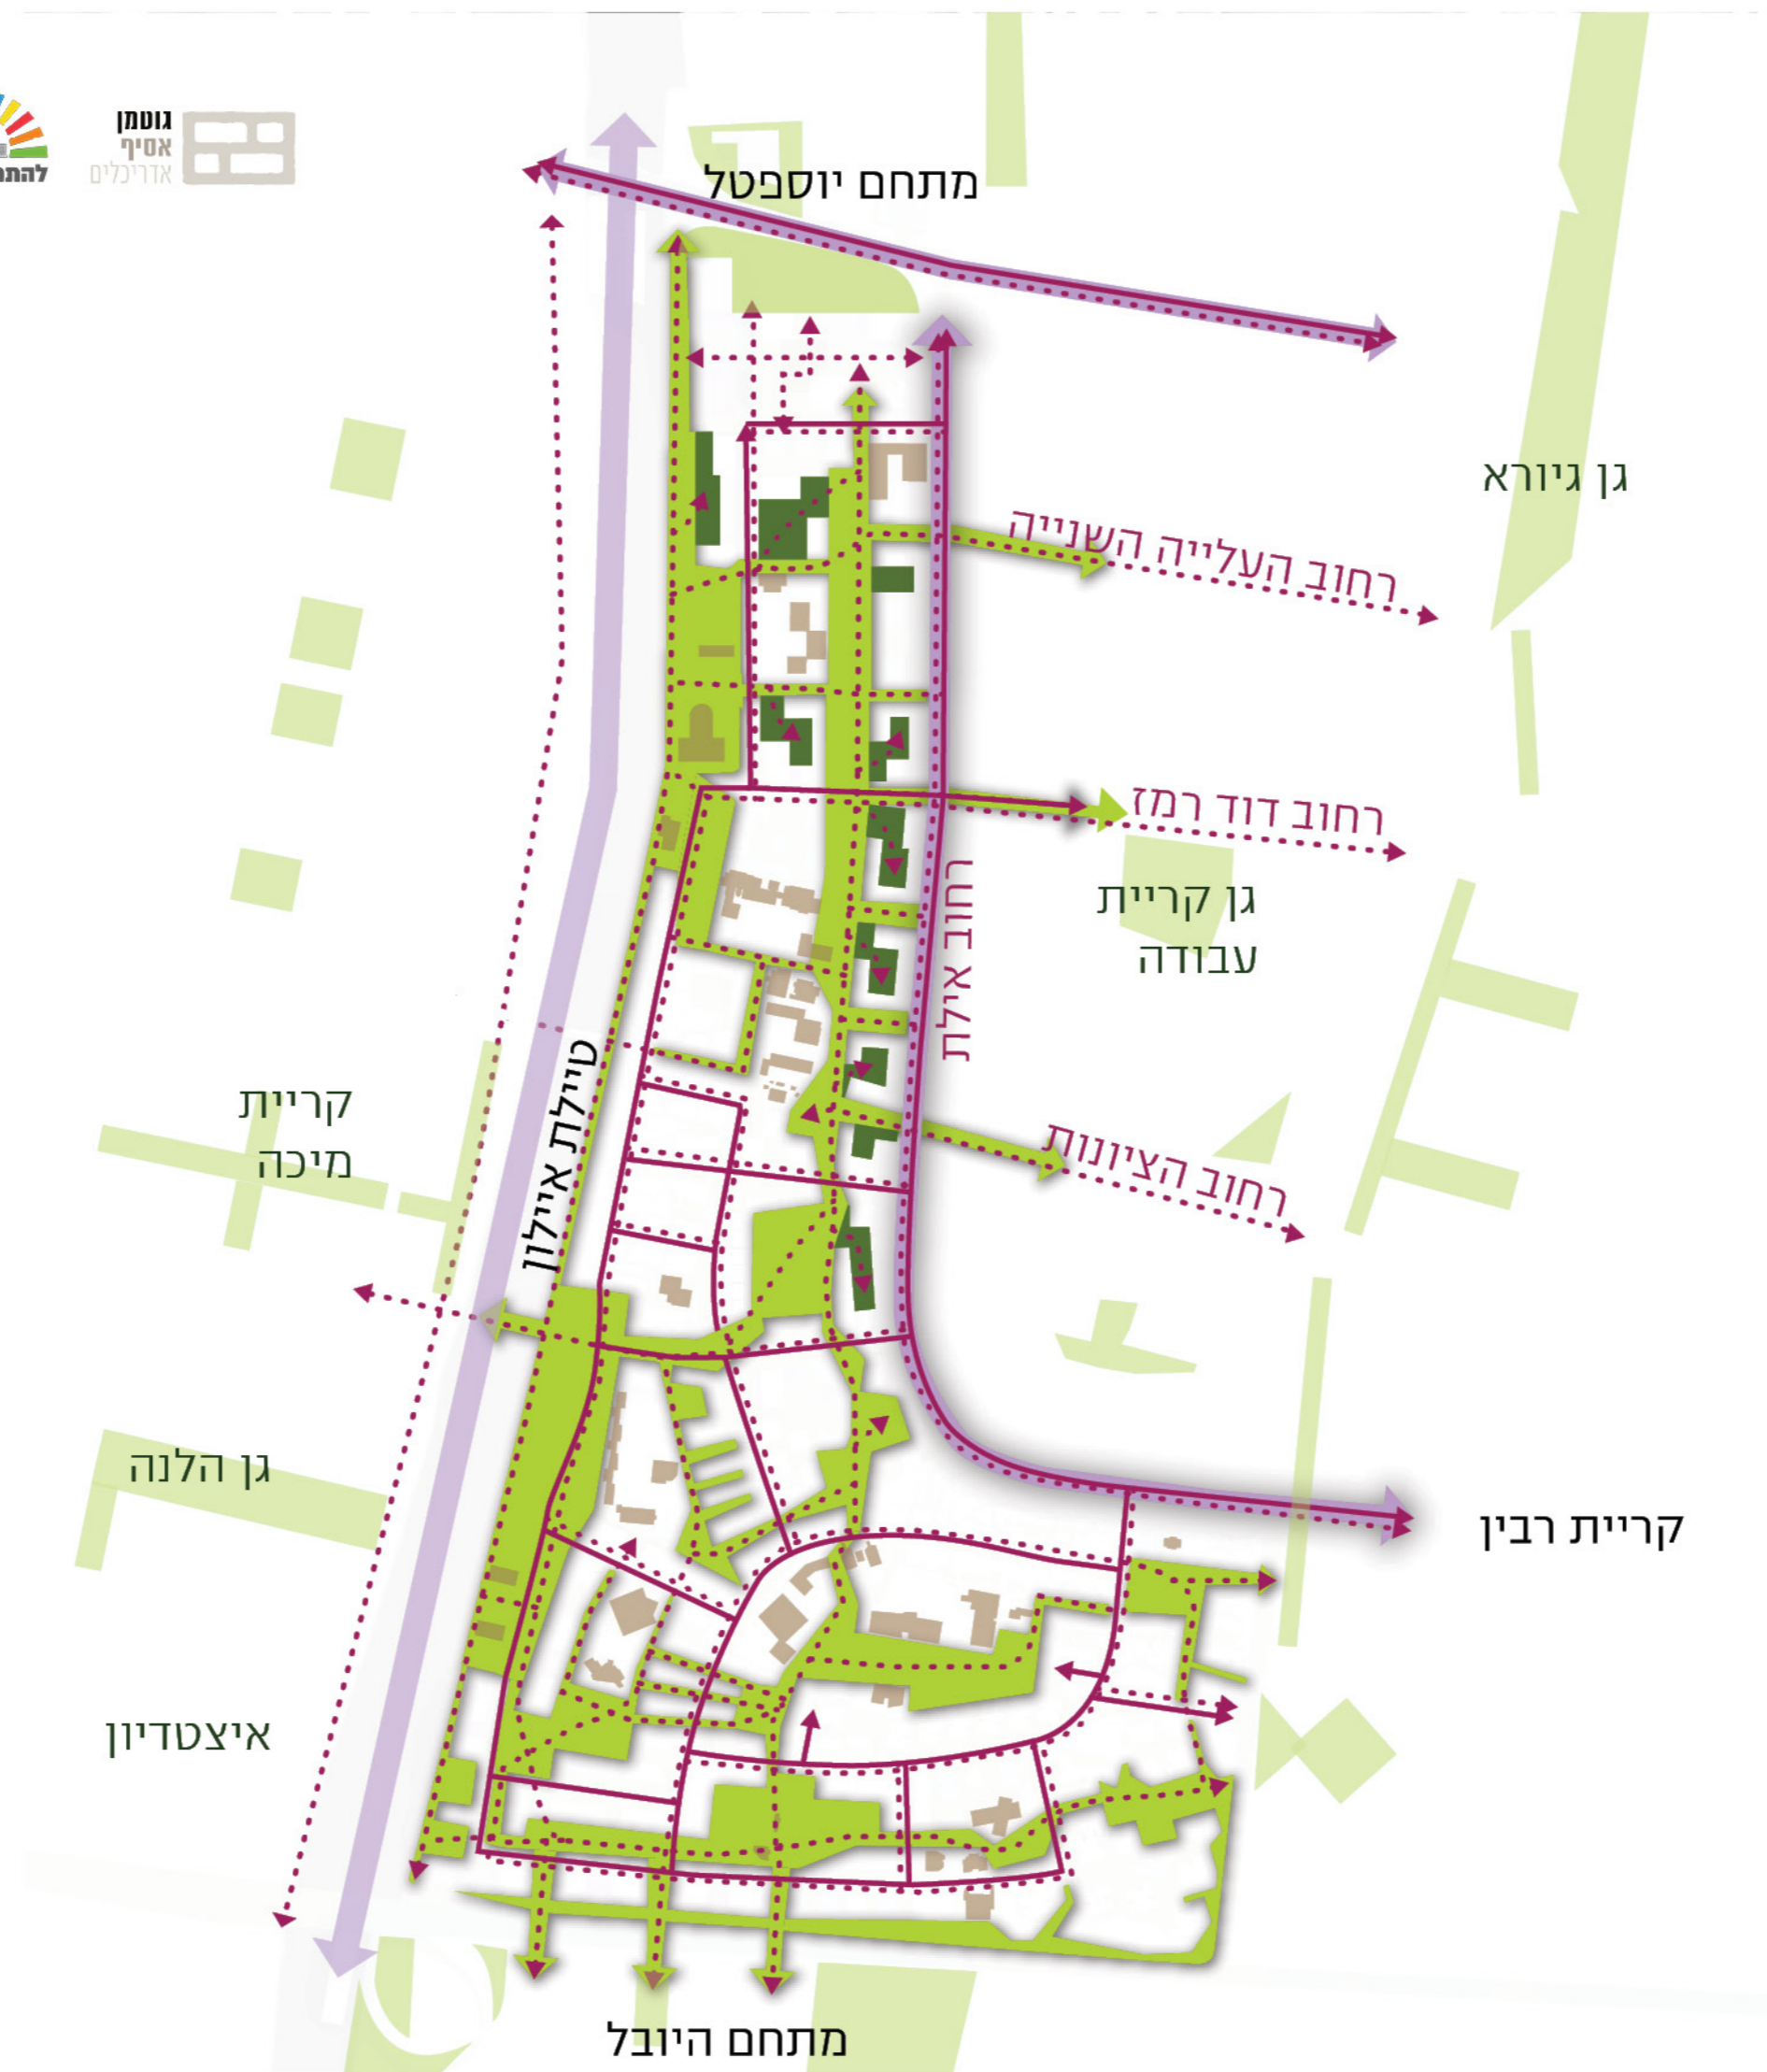 גוטמן
אסיף
אדריכלים
מתחם יוספטל
גן גיורא
רחוב העלייה השנייה
רחוב דוד רמז
גן קריית
עבודה
רחוב אילת
טיילת איילון
קריית
מיכה
רחוב הציונות
גן הלנה
קריית רבין
איצטדיון
מתחם היובל